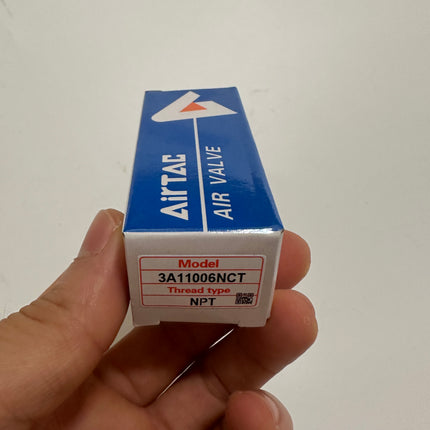 AirTAC
AIR VALVE
Model
3A11006NCT
Thread type
NPT